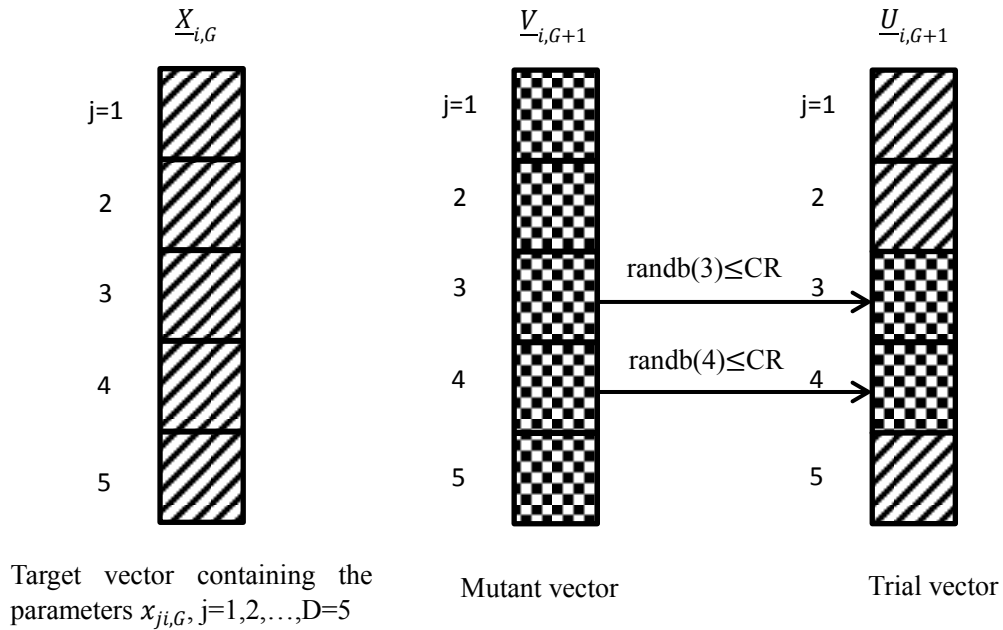 X_{i,G}
V_{i,G+1}
U_{i,G+1}
j=1
2
3
4
5
j=1
2
3
4
5
randb(3)≤CR
randb(4)≤CR
j=1
2
3
4
5
Target vector containing the
parameters x_{ji,G}, j=1,2,…,D=5
Mutant vector
Trial vector